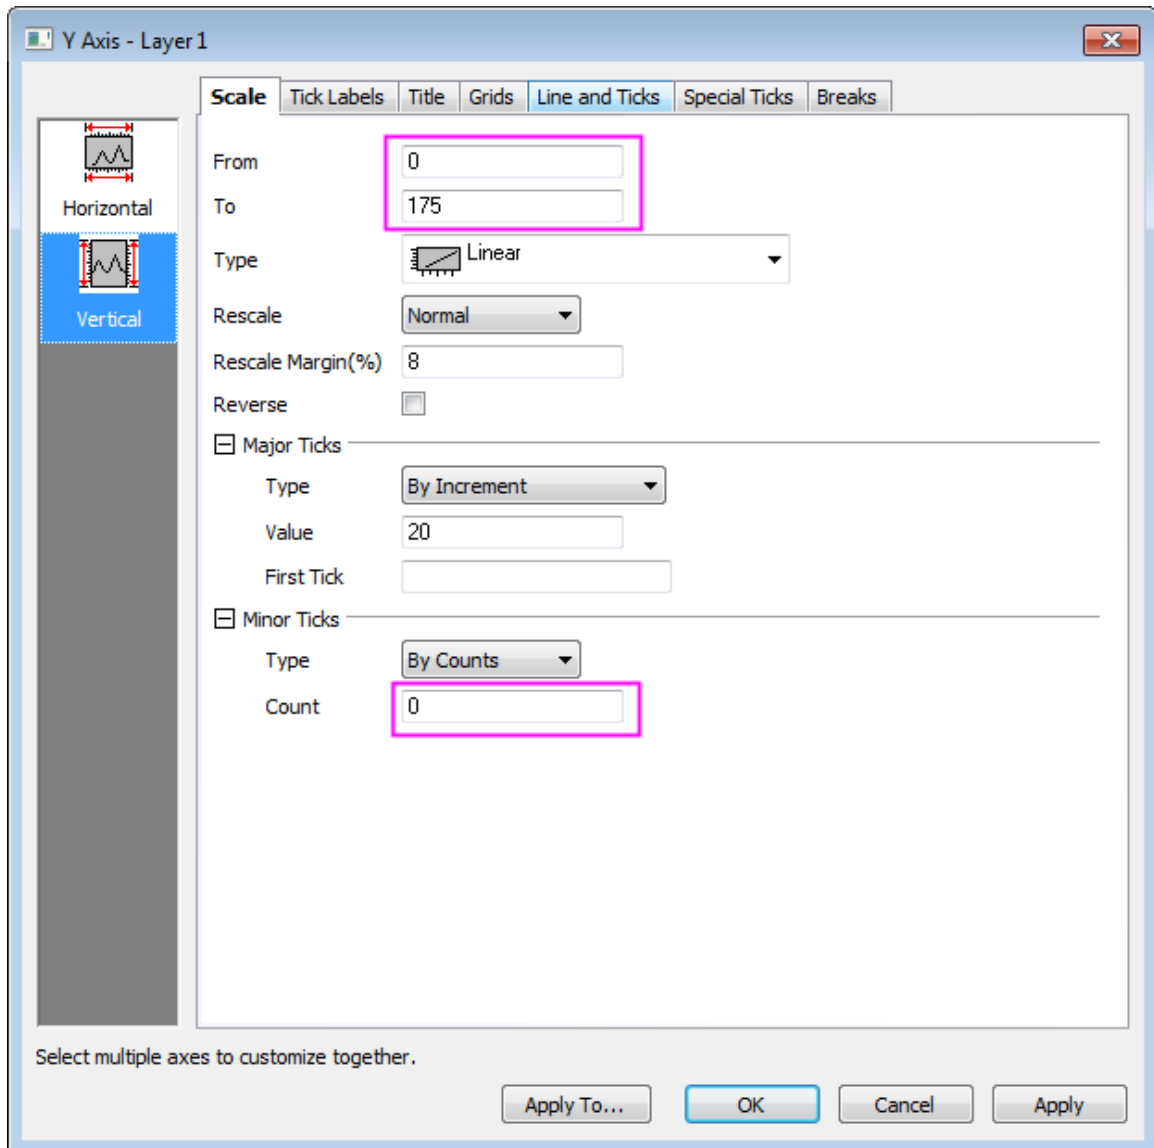 Y Axis - Layer 1
Scale Tick Labels Title Grids Line and Ticks Special Ticks Breaks
Horizontal
Vertical
From 0
To 175
Type Linear
Rescale Normal
Rescale Margin(%) 8
Reverse
Major Ticks
Type By Increment
Value 20
First Tick
Minor Ticks
Type By Counts
Count 0
Select multiple axes to customize together.
Apply To... OK Cancel Apply